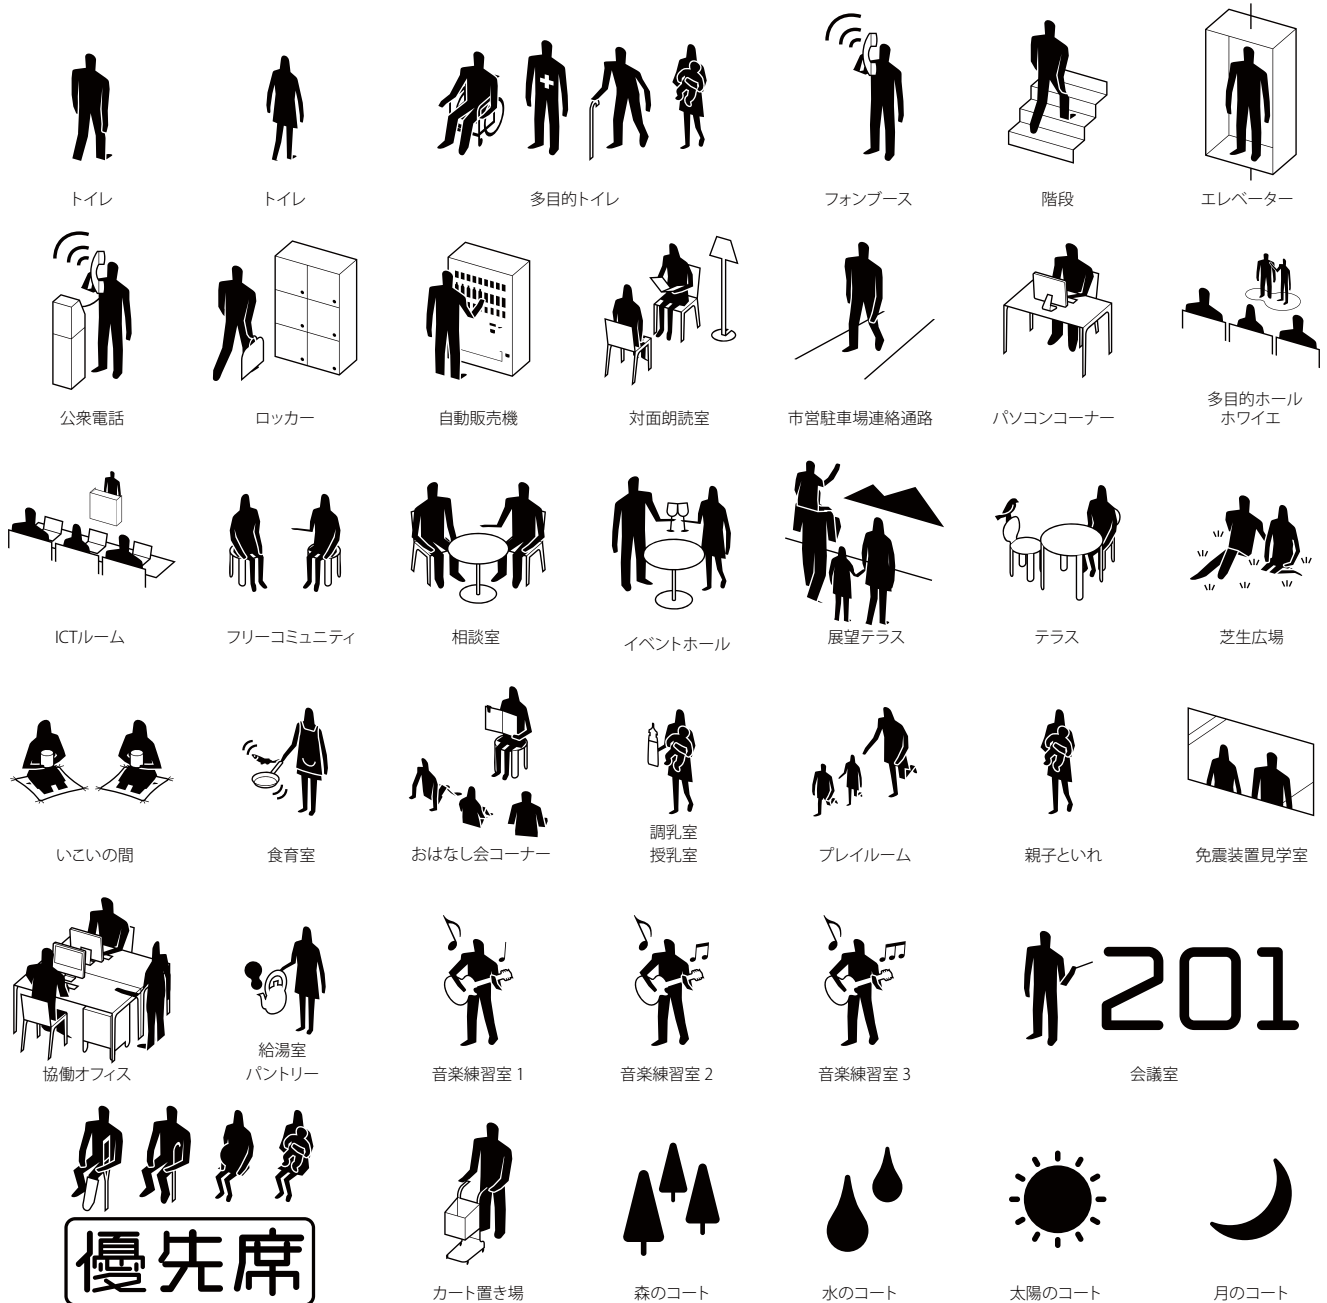 トイレ
トイレ
多目的トイレ
フォンブース
階段
エレベーター
公衆電話
ロッカー
自動販売機
対面朗読室
市営駐車場連絡通路
パソコンコーナー
多目的ホール
ホワイエ
ICTルーム
フリーコミュニティ
相談室
イベントホール
展望テラス
テラス
芝生広場
いこいの間
食育室
おはなし会コーナー
調乳室
授乳室
プレイルーム
親子といれ
免震装置見学室
協働オフィス
給湯室
パントリー
音楽練習室 1
音楽練習室 2
音楽練習室 3
201
会議室
優先席
カート置き場
森のコート
水のコート
太陽のコート
月のコート